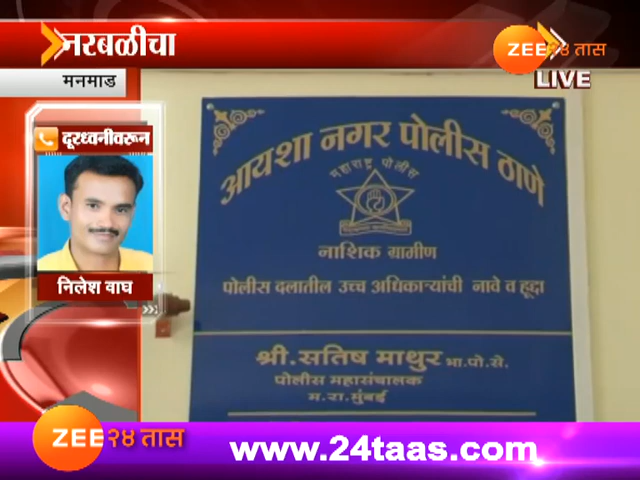 नरबळीचा
ZEE २४ तास
LIVE
मनमाड
दूरध्वनीवरून
निलेश वाघ
आयशा नगर पोलीस ठाणे
महाराष्ट्र पोलीस
नाशिक ग्रामीण
पोलीस दलातील उच्च अधिकाऱ्यांची नावे व हूद्दा
श्री.सतिष माथुर भा.पो.से.
पोलीस महासंचालक
म.रा.मुंबई
ZEE २४ तास
www.24taas.com